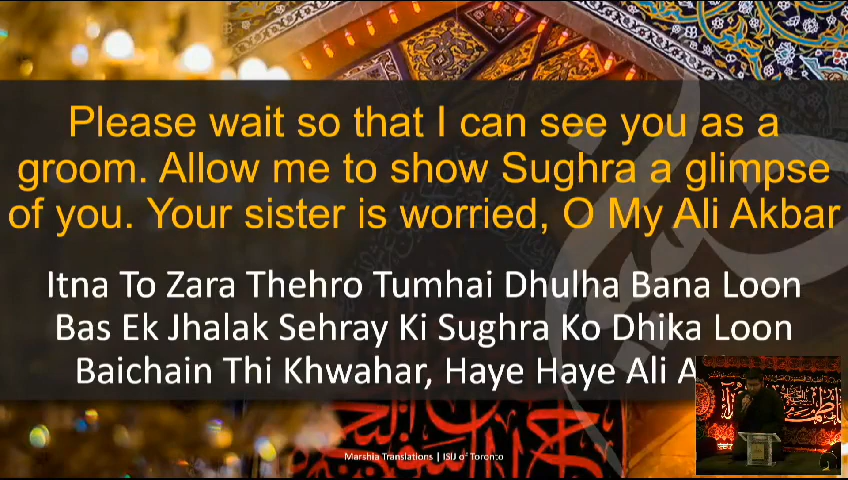 Please wait so that I can see you as a
groom. Allow me to show Sughra a glimpse
of you. Your sister is worried, O My Ali Akbar
Itna To Zara Thehro Tumhai Dhulha Bana Loon
Bas Ek Jhalak Sehray Ki Sughra Ko Dhika Loon
Baichain Thi Khwahar, Haye Haye Ali A
Marshia Translations | ISIJ of Toronto